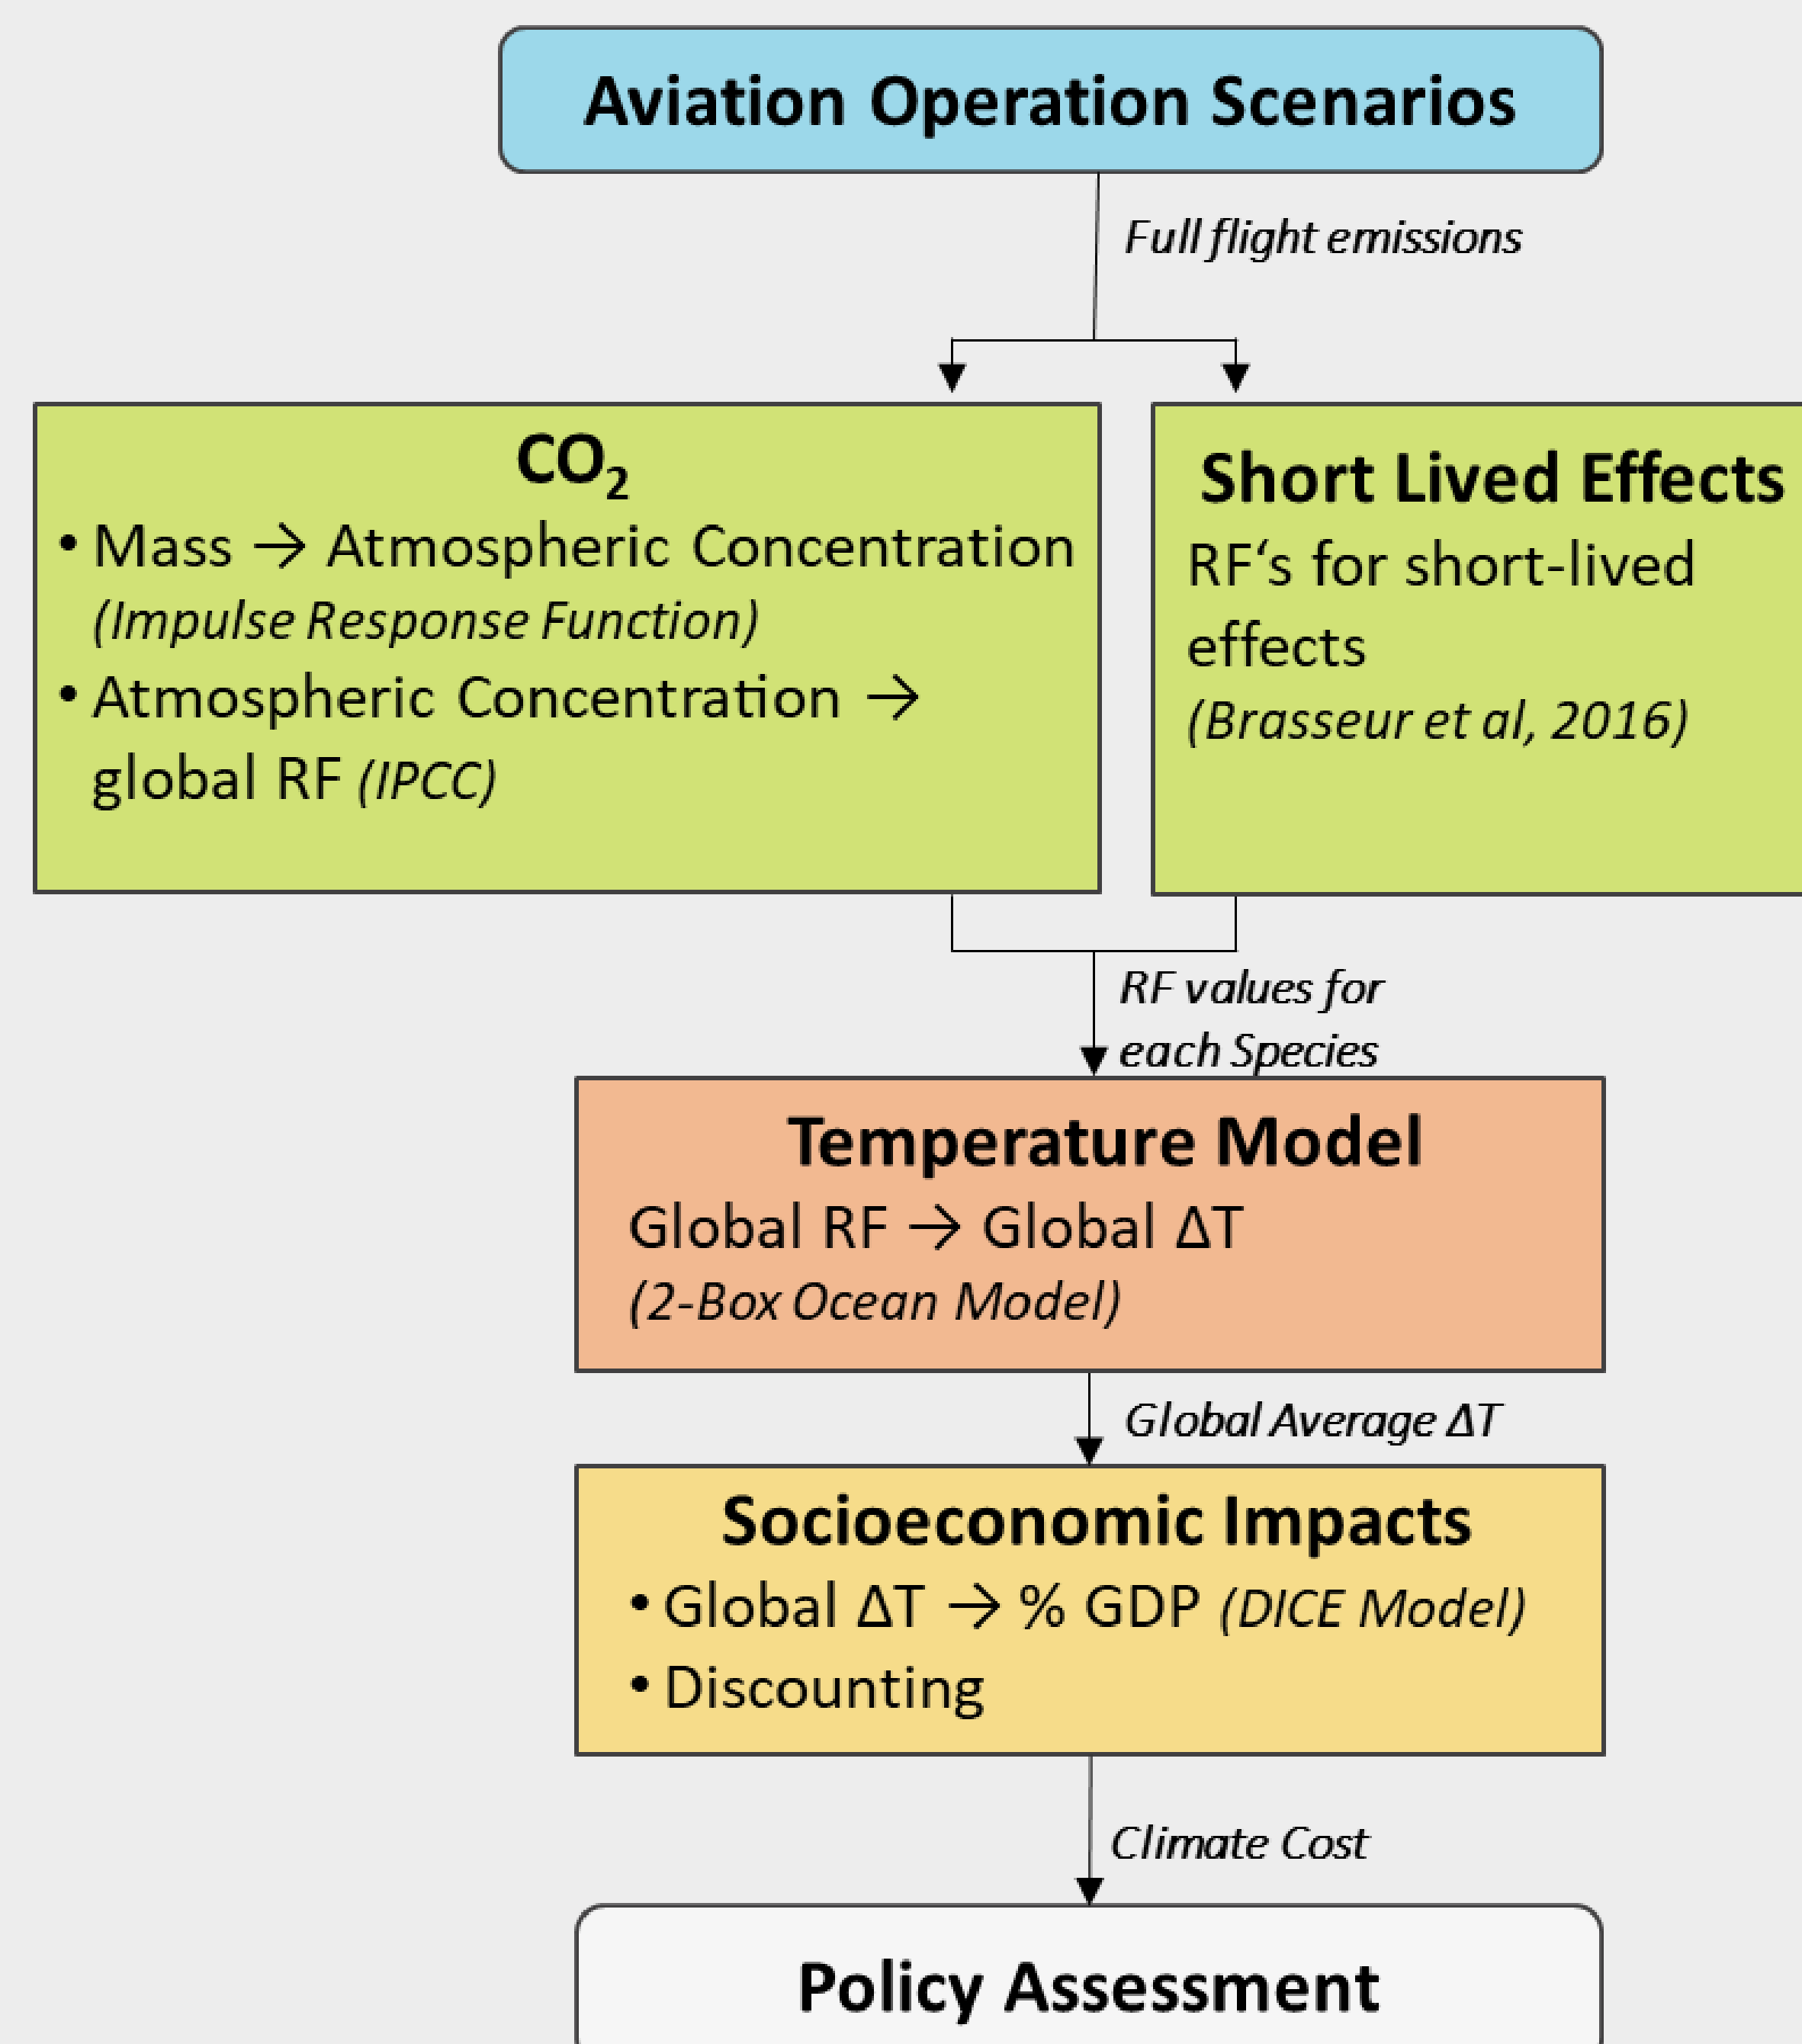 Aviation Operation Scenarios
Full flight emissions
CO₂
• Mass → Atmospheric Concentration
(Impulse Response Function)
• Atmospheric Concentration →
global RF (IPCC)
Short Lived Effects
RF‘s for short-lived
effects
(Brasseur et al, 2016)
RF values for
each Species
Temperature Model
Global RF → Global ΔT
(2-Box Ocean Model)
Global Average ΔT
Socioeconomic Impacts
• Global ΔT → % GDP (DICE Model)
• Discounting
Climate Cost
Policy Assessment